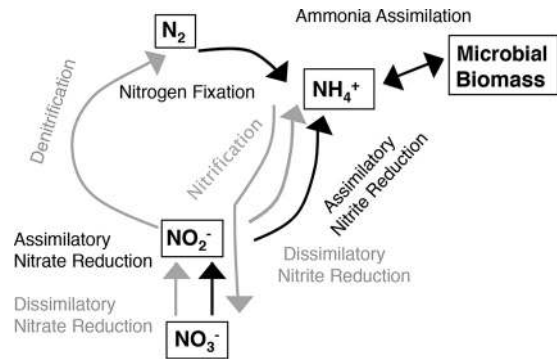 Ammonia Assimilation
N₂
Microbial
Biomass
Nitrogen Fixation
NH₄⁺
Denitrification
Nitrification
Assimilatory
Nitrite Reduction
Assimilatory
Nitrate Reduction
NO₂⁻
Dissimilatory
Nitrite Reduction
Dissimilatory
Nitrate Reduction
NO₃⁻